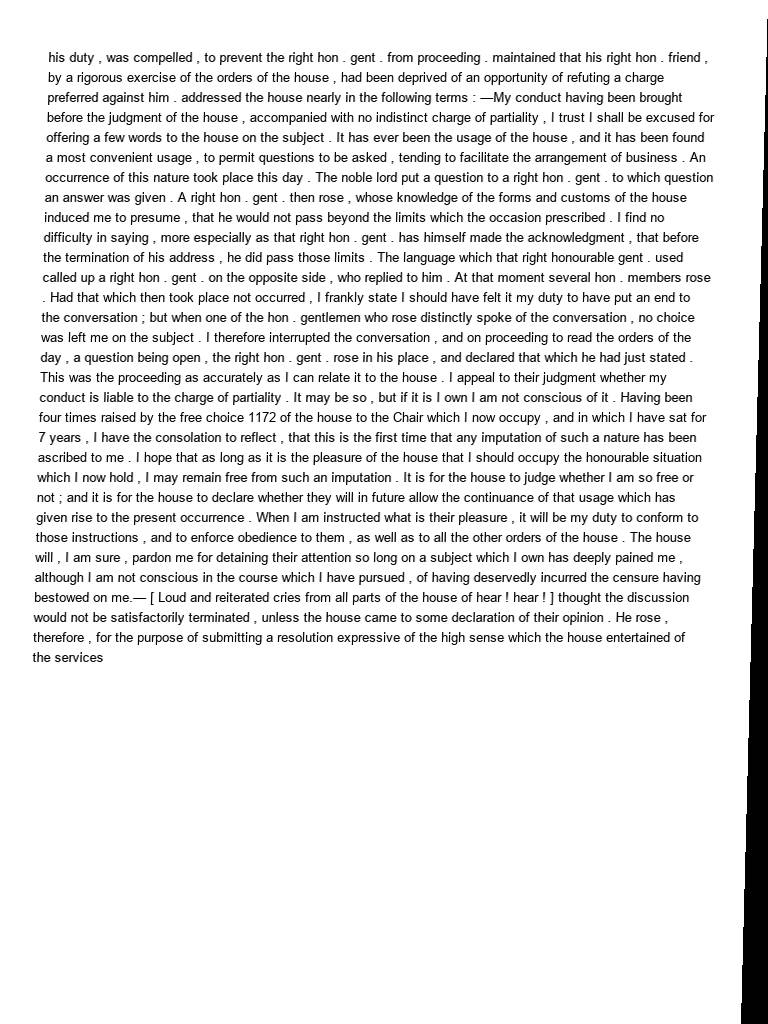 his duty , was compelled , to prevent the right hon . gent . from proceeding . maintained that his right hon . friend ,
by a rigorous exercise of the orders of the house , had been deprived of an opportunity of refuting a charge
preferred against him . addressed the house nearly in the following terms : —My conduct having been brought
before the judgment of the house , accompanied with no indistinct charge of partiality , I trust I shall be excused for
offering a few words to the house on the subject . It has ever been the usage of the house , and it has been found
a most convenient usage , to permit questions to be asked , tending to facilitate the arrangement of business . An
occurrence of this nature took place this day . The noble lord put a question to a right hon . gent . to which question
an answer was given . A right hon . gent . then rose , whose knowledge of the forms and customs of the house
induced me to presume , that he would not pass beyond the limits which the occasion prescribed . I find no
difficulty in saying , more especially as that right hon . gent . has himself made the acknowledgment , that before
the termination of his address , he did pass those limits . The language which that right honourable gent . used
called up a right hon . gent . on the opposite side , who replied to him . At that moment several hon . members rose
. Had that which then took place not occurred , I frankly state I should have felt it my duty to have put an end to
the conversation ; but when one of the hon . gentlemen who rose distinctly spoke of the conversation , no choice
was left me on the subject . I therefore interrupted the conversation , and on proceeding to read the orders of the
day , a question being open , the right hon . gent . rose in his place , and declared that which he had just stated .
This was the proceeding as accurately as I can relate it to the house . I appeal to their judgment whether my
conduct is liable to the charge of partiality . It may be so , but if it is I own I am not conscious of it . Having been
four times raised by the free choice 1172 of the house to the Chair which I now occupy , and in which I have sat for
7 years , I have the consolation to reflect , that this is the first time that any imputation of such a nature has been
ascribed to me . I hope that as long as it is the pleasure of the house that I should occupy the honourable situation
which I now hold , I may remain free from such an imputation . It is for the house to judge whether I am so free or
not ; and it is for the house to declare whether they will in future allow the continuance of that usage which has
given rise to the present occurrence . When I am instructed what is their pleasure , it will be my duty to conform to
those instructions , and to enforce obedience to them , as well as to all the other orders of the house . The house
will , I am sure , pardon me for detaining their attention so long on a subject which I own has deeply pained me ,
although I am not conscious in the course which I have pursued , of having deservedly incurred the censure having
bestowed on me.— [ Loud and reiterated cries from all parts of the house of hear ! hear ! ] thought the discussion
would not be satisfactorily terminated , unless the house came to some declaration of their opinion . He rose ,
therefore , for the purpose of submitting a resolution expressive of the high sense which the house entertained of
the services